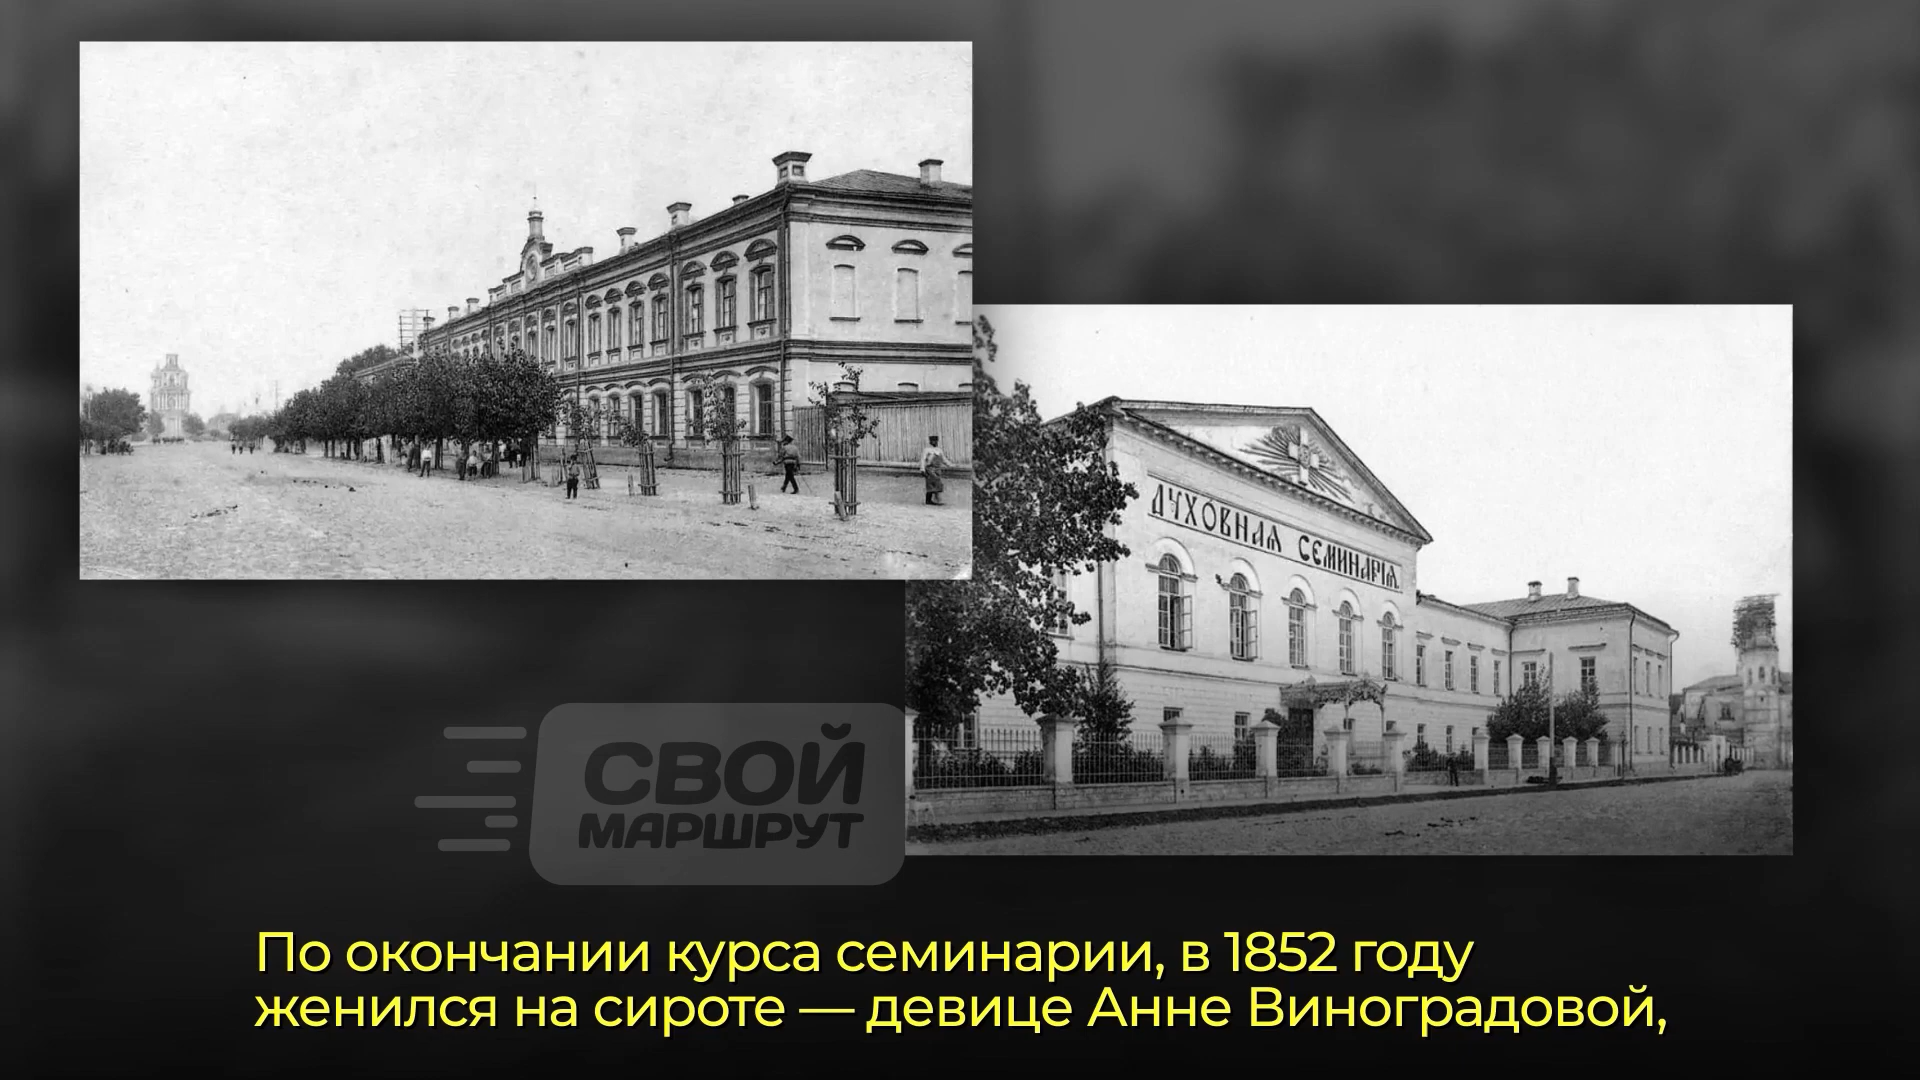 ДУХОВНАЯ СЕМИНАРІЯ.
СВОЙ
МАРШРУТ
По окончании курса семинарии, в 1852 году
женился на сироте — девице Анне Виноградовой,